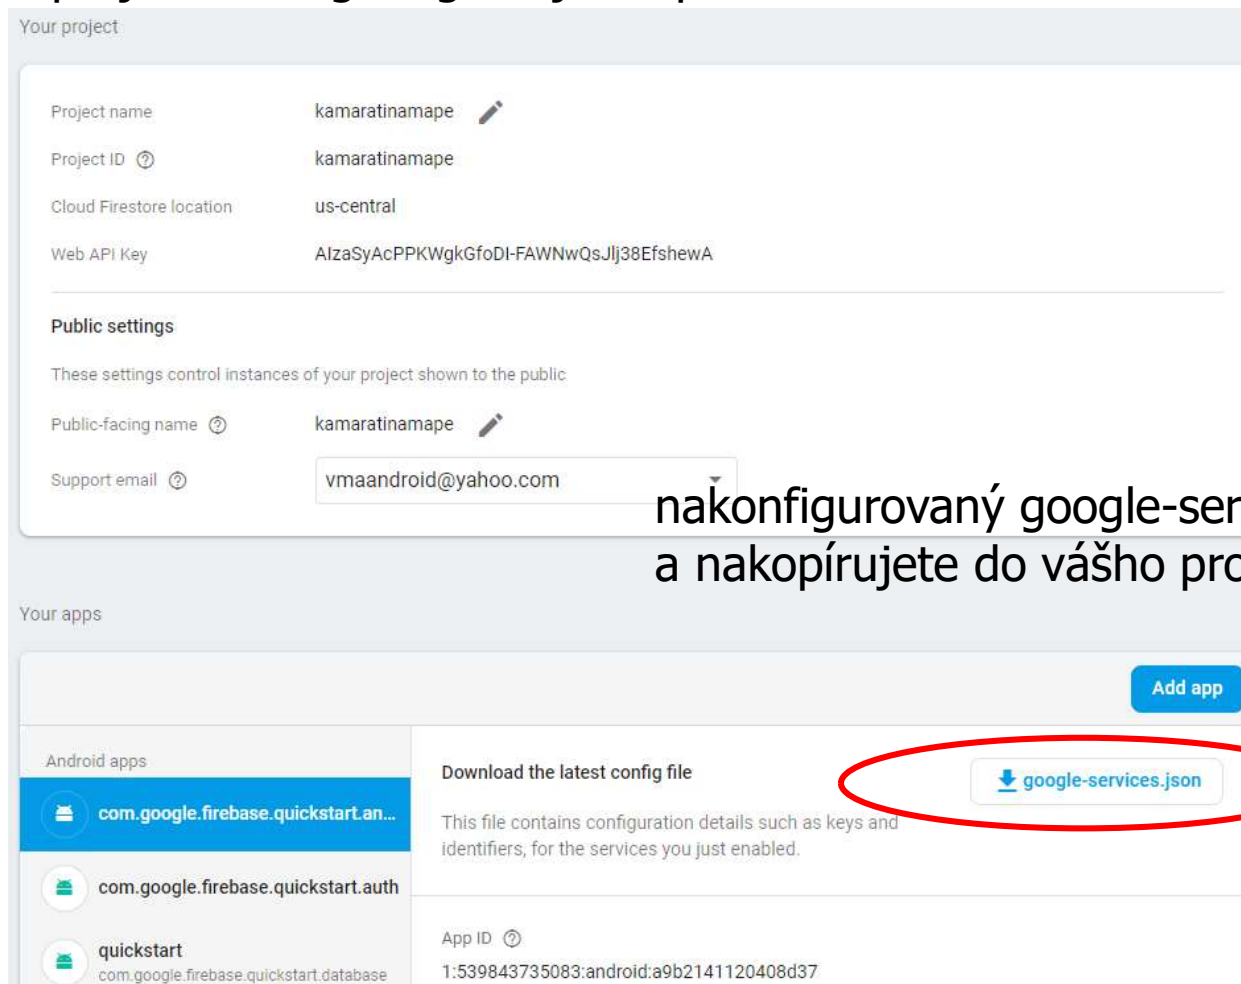 Your project
Project name kamaratinamape
Project ID kamaratinamape
Cloud Firestore location us-central
Web API Key AIzaSyAcPPKWgkGfoDI-FAWNwQsJlj38EfshewA
Public settings
These settings control instances of your project shown to the public
Public-facing name kamaratinamape
Support email vmaandroid@yahoo.com
nakonfigurovaný google-ser
a nakopírujete do vášho pro
Your apps
Add app
Android apps
com.google.firebase.quickstart.an...
com.google.firebase.quickstart.auth
quickstart
com.google.firebase.quickstart.database
Download the latest config file
google-services.json
This file contains configuration details such as keys and
identifiers, for the services you just enabled.
App ID
1:539843735083:android:a9b2141120408d37